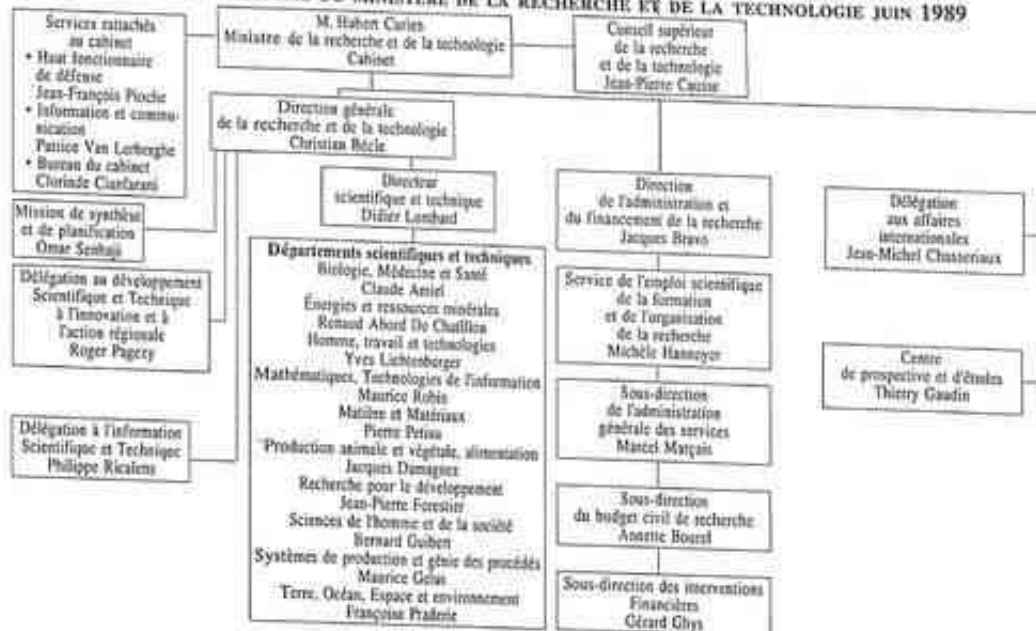 DU MINISTÈRE DE LA RECHERCHE ET DE LA TECHNOLOGIE JUIN 1989
Services rattachés
au cabinet
• Haut fonctionnaire
de défense
Jean-François Pioche
• Information et commu-
nication
Patrice Van Lerberghe
• Bureau du cabinet
Clorinde Cianfarani
M. Hubert Curien
Ministre de la recherche et de la technologie
Cabinet
Conseil supérieur
de la recherche
et de la technologie
Jean-Pierre Causse
Direction générale
de la recherche et de la technologie
Christian Bècle
Mission de synthèse
et de planification
Omar Senhaji
Délégation au développement
Scientifique et Technique
à l'innovation et à
l'action régionale
Roger Pagezy
Délégation à l'information
Scientifique et Technique
Philippe Ricalens
Directeur
scientifique et technique
Didier Lombard
Départements scientifiques et techniques
Biologie, Médecine et Santé
Claude Amiel
Énergies et ressources minérales
Renaud Abord De Chatillon
Homme, travail et technologies
Yves Lichtenberger
Mathématiques, Technologies de l'information
Maurice Robin
Matière et Matériaux
Pierre Petiau
Production animale et végétale, alimentation
Jacques Damagnez
Recherche pour le développement
Jean-Pierre Forestier
Sciences de l'homme et de la société
Bernard Guibert
Systèmes de production et génie des procédés
Maurice Gelus
Terre, Océan, Espace et environnement
Françoise Praderie
Direction
de l'administration et
du financement de la recherche
Jacques Bravo
Service de l'emploi scientifique
de la formation
et de l'organisation
de la recherche
Michèle Hannoyer
Sous-direction
de l'administration
générale des services
Marcel Marçais
Sous-direction
du budget civil de recherche
Annette Bourel
Sous-direction des interventions
Financières
Gérard Ghys
Délégation
aux affaires
internationales
Jean-Michel Chasseriaux
Centre
de prospective et d'études
Thierry Gaudin